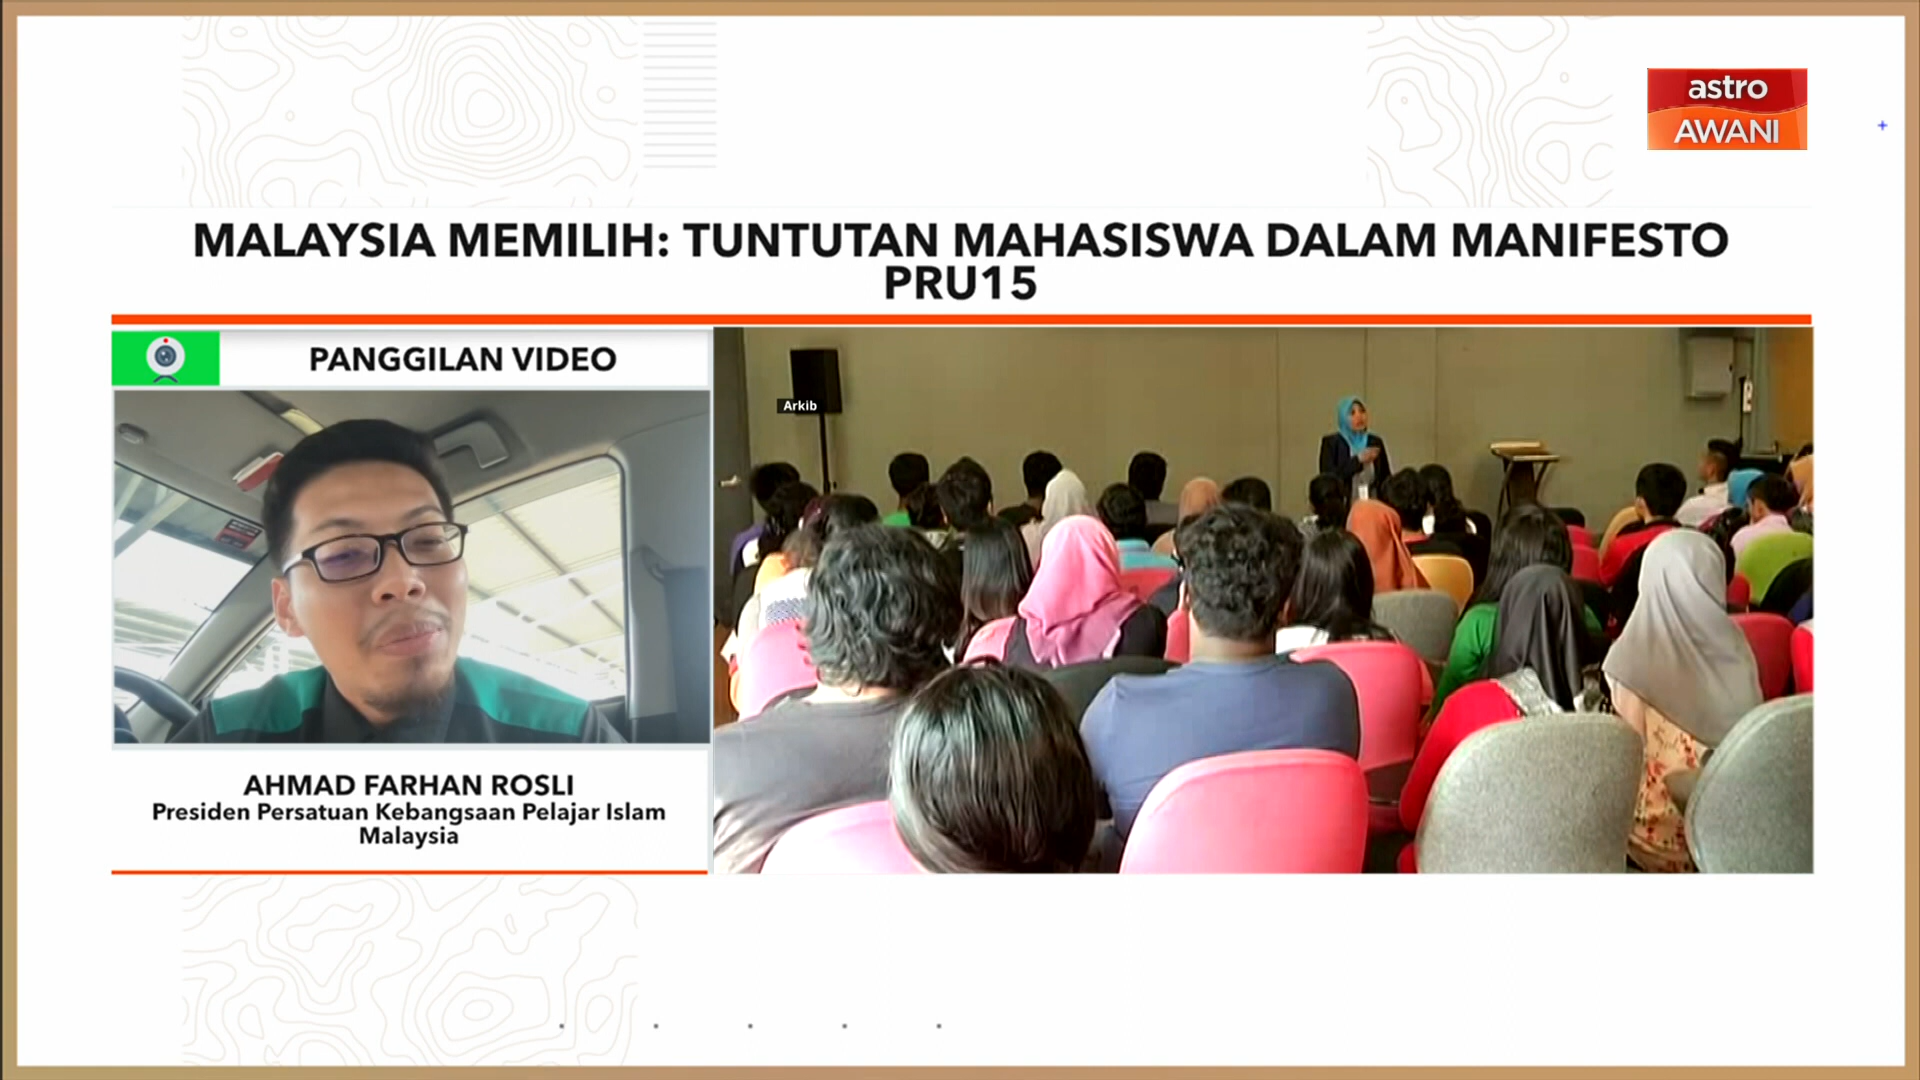 astro
AWANI
MALAYSIA MEMILIH: TUNTUTAN MAHASISWA DALAM MANIFESTO
PRU15
PANGGILAN VIDEO
Arkib
AHMAD FARHAN ROSLI
Presiden Persatuan Kebangsaan Pelajar Islam
Malaysia